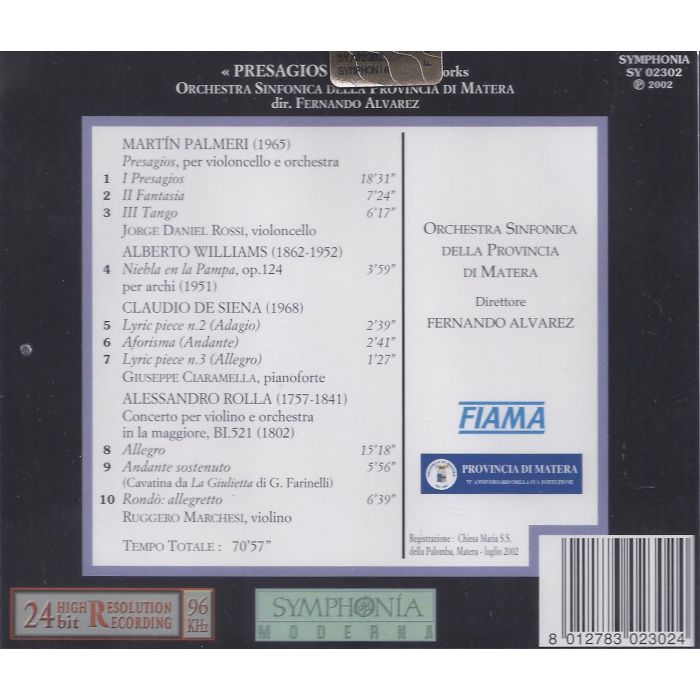 « PRESAGIOS
orks
SYMPHONIA
SY 02302
℗ 2002
SYMPHONIA
F
ORCHESTRA SINFONICA DELLA PROVINCIA DI MATERA
dir. FERNANDO ALVAREZ
MARTÍN PALMERI (1965)
Presagios, per violoncello e orchestra
1 I Presagios 18'31"
2 II Fantasia 7'24"
3 III Tango 6'17"
JORGE DANIEL ROSSI, violoncello
ALBERTO WILLIAMS (1862-1952)
4 Niebla en la Pampa, op.124 3'59"
per archi (1951)
CLAUDIO DE SIENA (1968)
5 Lyric piece n.2 (Adagio) 2'39"
6 Aforisma (Andante) 2'41"
7 Lyric piece n.3 (Allegro) 1'27"
GIUSEPPE CIARAMELLA, pianoforte
ALESSANDRO ROLLA (1757-1841)
Concerto per violino e orchestra
in la maggiore, BI.521 (1802)
8 Allegro 15'18"
9 Andante sostenuto 5'56"
(Cavatina da La Giulietta di G. Farinelli)
10 Rondò: allegretto 6'39"
RUGGERO MARCHESI, violino
TEMPO TOTALE : 70'57"
ORCHESTRA SINFONICA
DELLA PROVINCIA
DI MATERA
Direttore
FERNANDO ALVAREZ
FIAMA
PROVINCIA DI MATERA
75° ANNIVERSARIO DELLA SUA ISTITUZIONE
Registrazione : Chiesa Maria S.S.
della Palomba, Matera - luglio 2002
24 bit HIGH RESOLUTION RECORDING 96 KHz
SYMPHONÍA
MODERNA
8 012783 023024